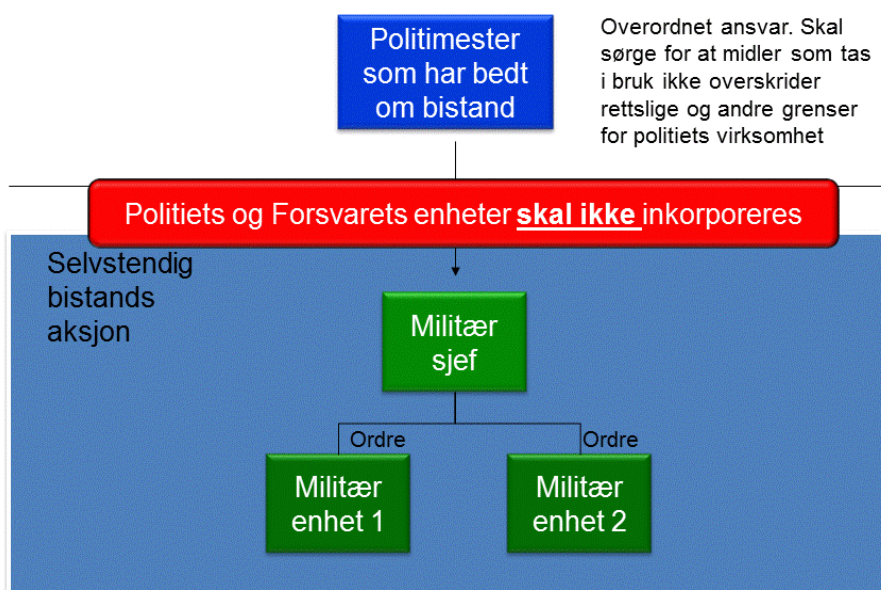 Politimester
som har bedt
om bistand
Overordnet ansvar. Skal
sørge for at midler som tas
i bruk ikke overskrider
rettslige og andre grenser
for politiets virksomhet
Politiets og Forsvarets enheter skal ikke inkorporeres
Selvstendig
bistands
aksjon
Militær
sjef
Ordre
Ordre
Militær
enhet 1
Militær
enhet 2